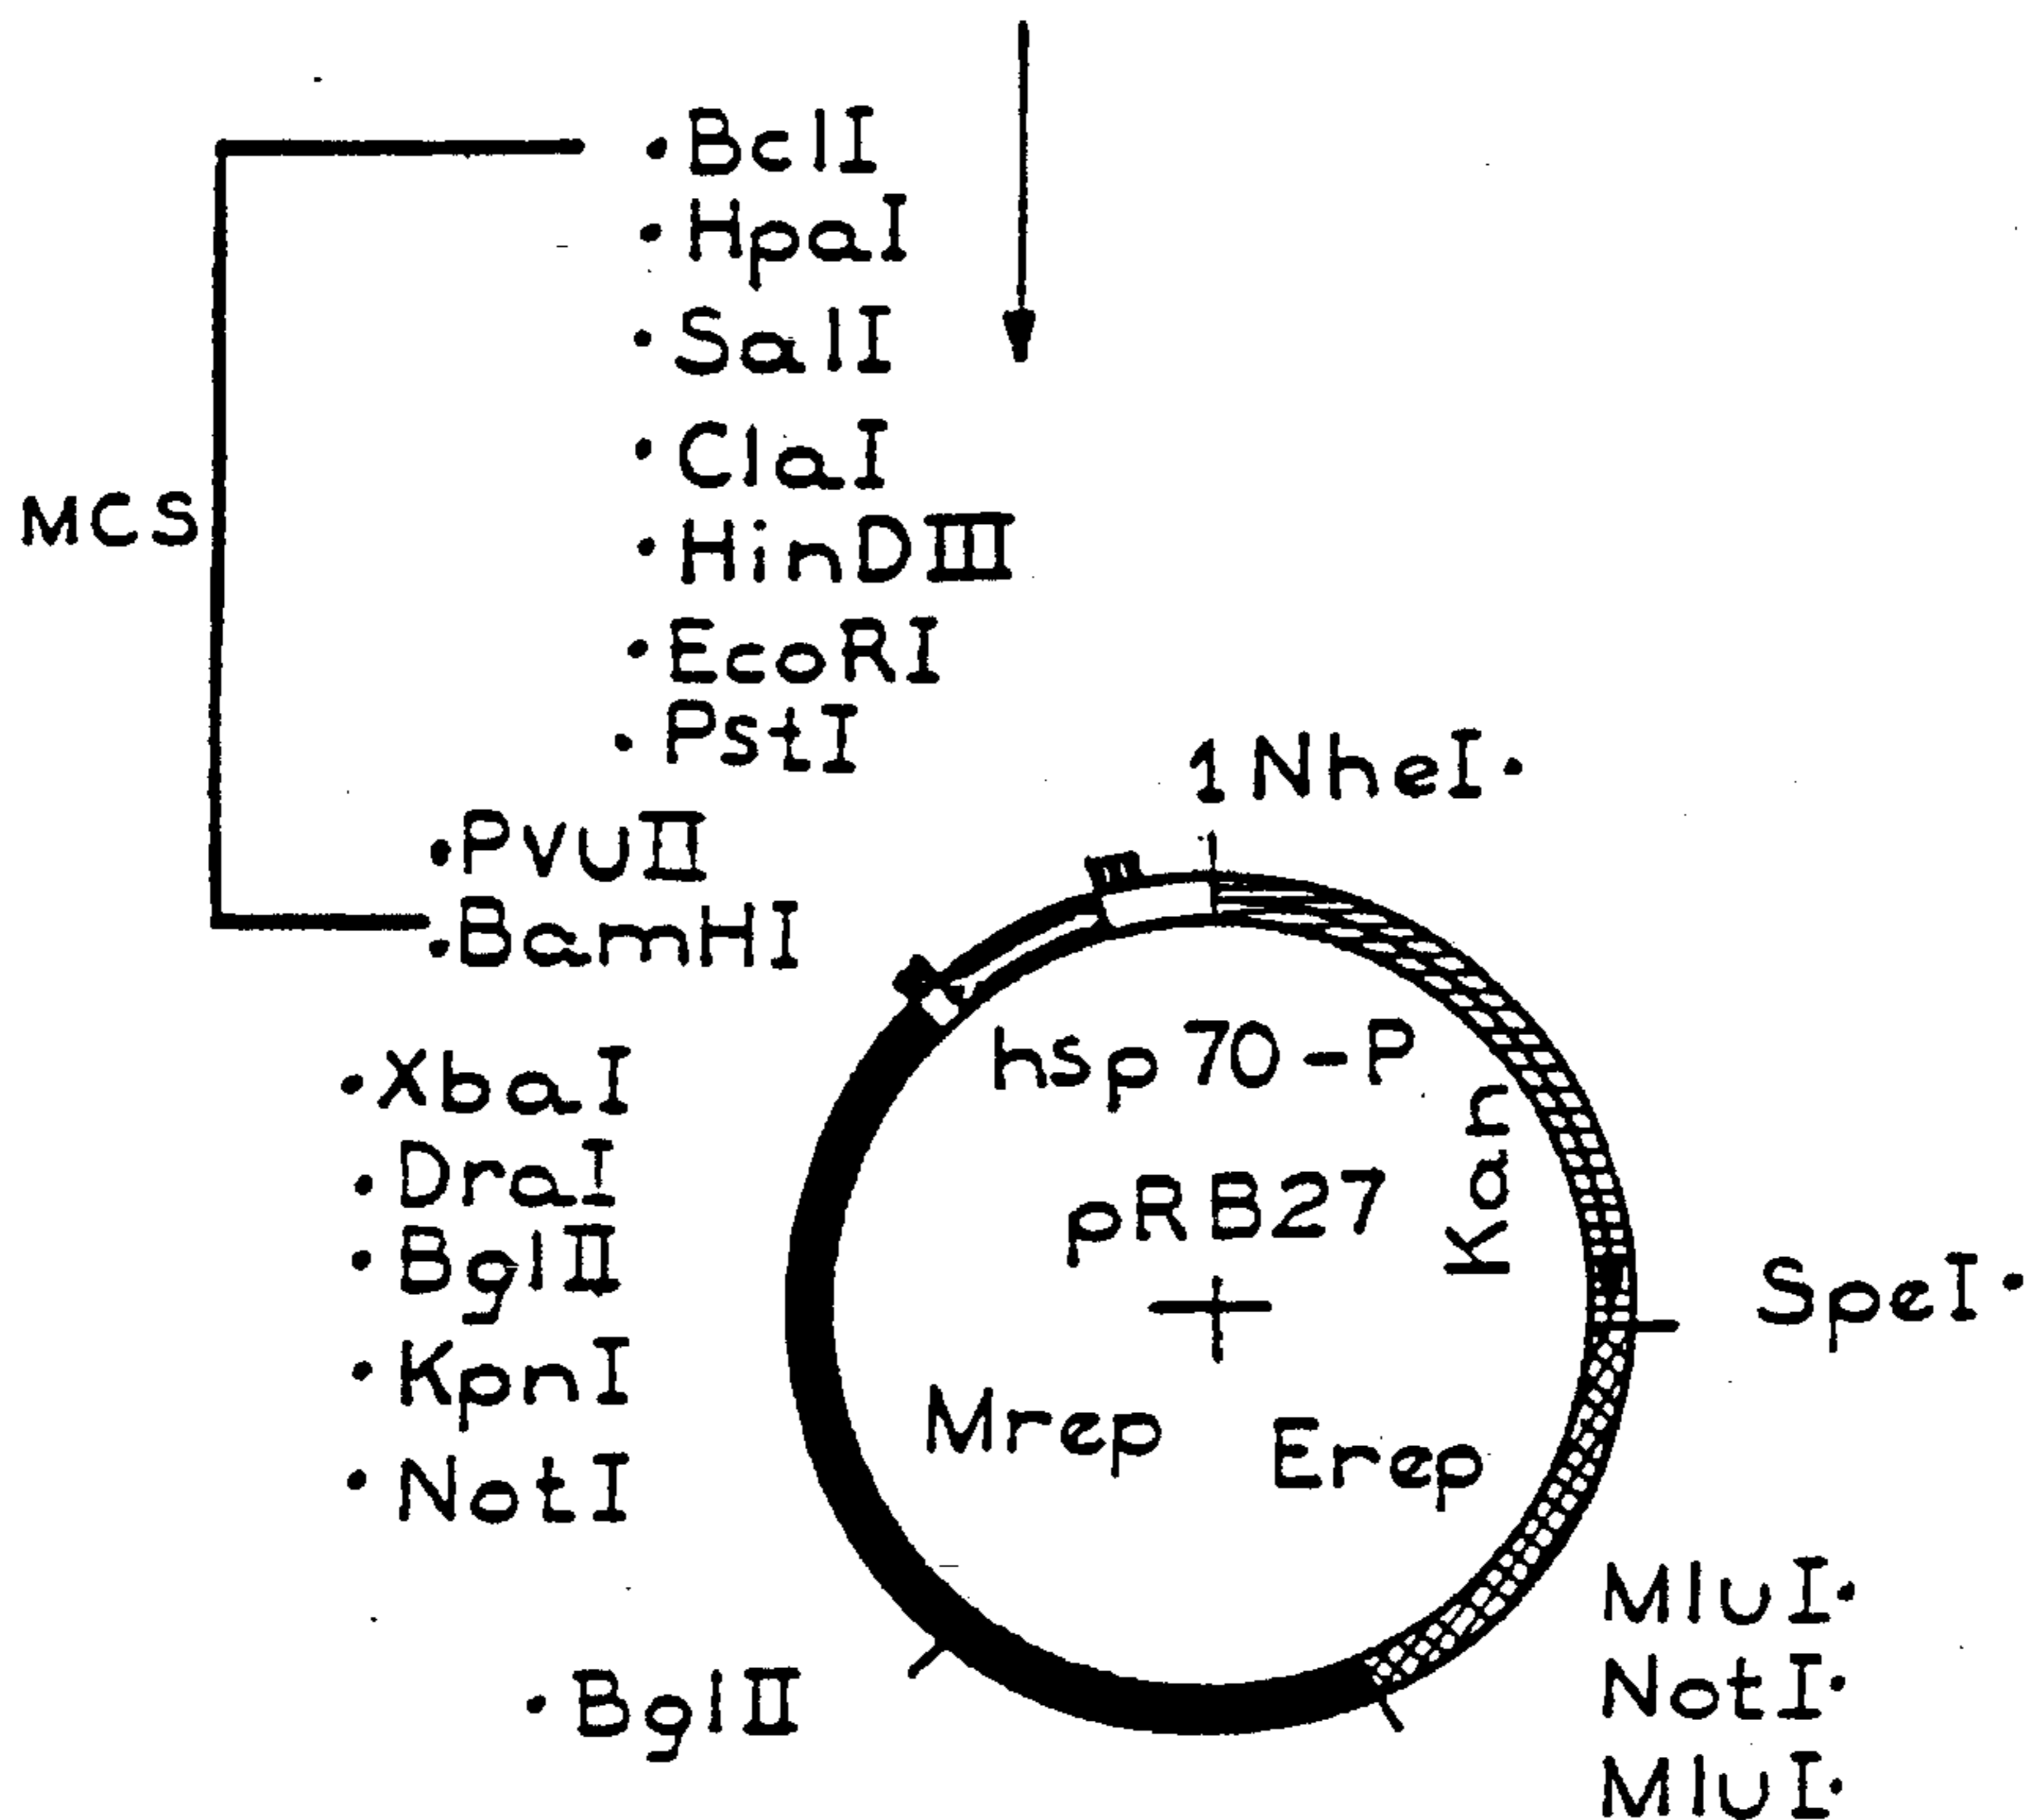 BclI
HpaI
SalI
ClaI
MCS
HinDIII
EcoRI
PstI
1 NheI
PvuII
BamHI
hsp70-P
XbaI
Kan
DraI
pRB27
BglII
SpeI
KpnI
Mrep
Erep
NotI
MluI
BglII
NotI
MluI